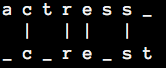 a c t r e s s _
  |   | |   |
_ c _ r e _ s t